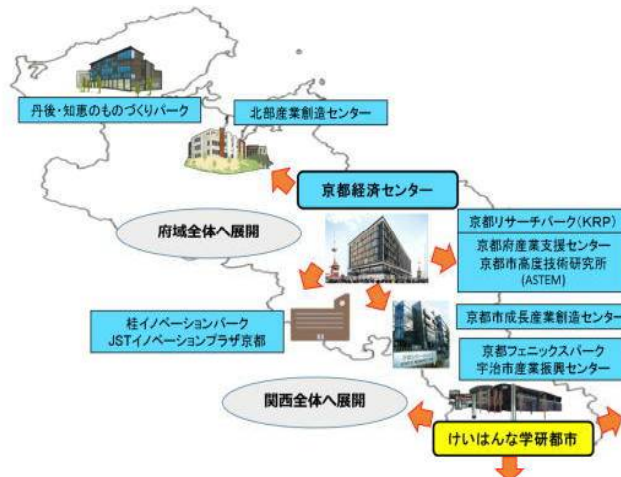 丹後・知恵のものづくりパーク
北部産業創造センター
京都経済センター
府域全体へ展開
京都リサーチパーク(KRP)
京都府産業支援センター
京都市高度技術研究所
(ASTEM)
桂イノベーションパーク
JSTイノベーションプラザ京都
京都市成長産業創造センター
京都フェニックスパーク
宇治市産業振興センター
関西全体へ展開
けいはんな学研都市